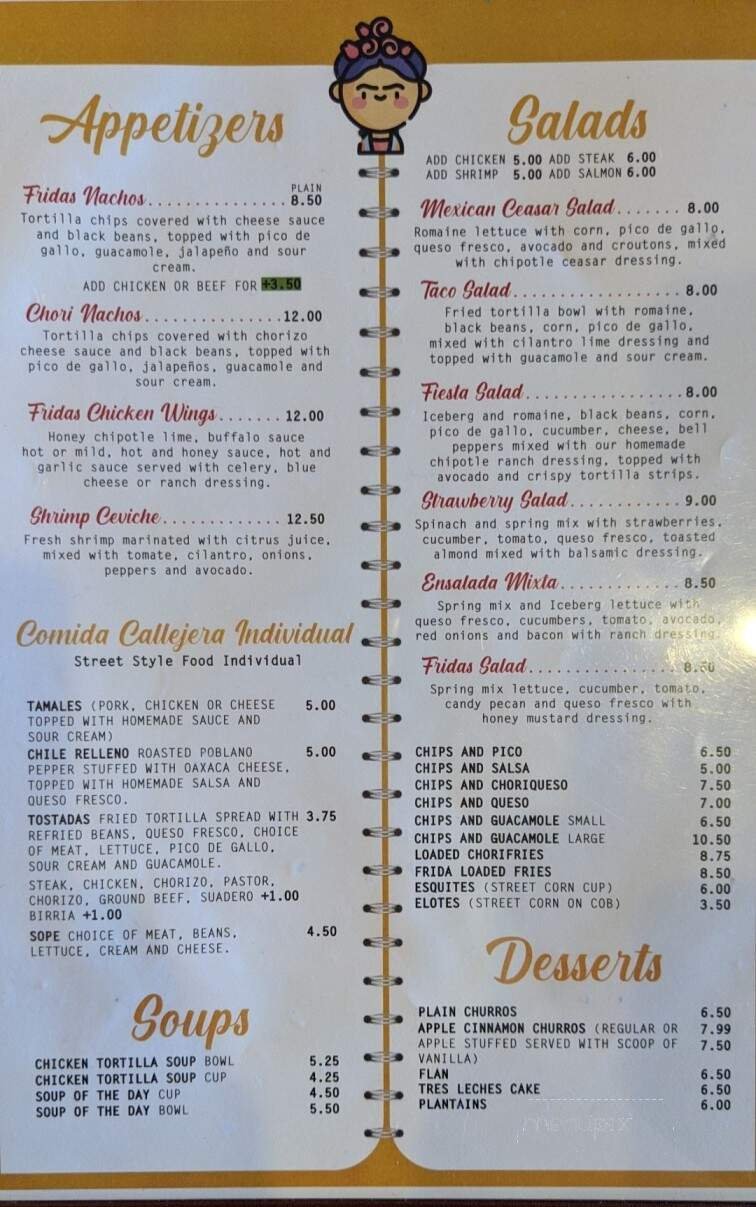 Appetizers
PLAIN
Fridas Nachos................8.50
Tortilla chips covered with cheese sauce
and black beans, topped with pico de
gallo, guacamole, jalapeño and sour
cream.
ADD CHICKEN OR BEEF FOR +3.50
Chori Nachos................12.00
Tortilla chips covered with chorizo
cheese sauce and black beans, topped with
pico de gallo, jalapeños, guacamole and
sour cream.
Fridas Chicken Wings.......12.00
Honey chipotle lime, buffalo sauce
hot or mild, hot and honey sauce, hot and
garlic sauce served with celery, blue
cheese or ranch dressing.
Shrimp Ceviche.............12.50
Fresh shrimp marinated with citrus juice,
mixed with tomate, cilantro, onions,
peppers and avocado.
Comida Callejera Individual
Street Style Food Individual
TAMALES (PORK, CHICKEN OR CHEESE 5.00
TOPPED WITH HOMEMADE SAUCE AND
SOUR CREAM)
CHILE RELLENO ROASTED POBLANO 5.00
PEPPER STUFFED WITH OAXACA CHEESE,
TOPPED WITH HOMEMADE SALSA AND
QUESO FRESCO.
TOSTADAS FRIED TORTILLA SPREAD WITH 3.75
REFRIED BEANS, QUESO FRESCO, CHOICE
OF MEAT, LETTUCE, PICO DE GALLO,
SOUR CREAM AND GUACAMOLE.
STEAK, CHICKEN, CHORIZO, PASTOR,
CHORIZO, GROUND BEEF, SUADERO +1.00
BIRRIA +1.00
SOPE CHOICE OF MEAT, BEANS, 4.50
LETTUCE, CREAM AND CHEESE.
Soups
CHICKEN TORTILLA SOUP BOWL 5.25
CHICKEN TORTILLA SOUP CUP 4.25
SOUP OF THE DAY CUP 4.50
SOUP OF THE DAY BOWL 5.50
Salads
ADD CHICKEN 5.00 ADD STEAK 6.00
ADD SHRIMP 5.00 ADD SALMON 6.00
Mexican Ceasar Salad.......8.00
Romaine lettuce with corn, pico de gallo,
queso fresco, avocado and croutons, mixed
with chipotle ceasar dressing.
Taco Salad..................8.00
Fried tortilla bowl with romaine,
black beans, corn, pico de gallo,
mixed with cilantro lime dressing and
topped with guacamole and sour cream.
Fiesta Salad.................8.00
Iceberg and romaine, black beans, corn,
pico de gallo, cucumber, cheese, bell
peppers mixed with our homemade
chipotle ranch dressing, topped with
avocado and crispy tortilla strips.
Strawberry Salad............9.00
Spinach and spring mix with strawberries,
cucumber, tomato, queso fresco, toasted
almond mixed with balsamic dressing.
Ensalada Mixta.............8.50
Spring mix and Iceberg lettuce with
queso fresco, cucumbers, tomato, avocado,
red onions and bacon with ranch dressing.
Fridas Salad................8.50
Spring mix lettuce, cucumber, tomato,
candy pecan and queso fresco with
honey mustard dressing.
CHIPS AND PICO 6.50
CHIPS AND SALSA 5.00
CHIPS AND CHORIQUESO 7.50
CHIPS AND QUESO 7.00
CHIPS AND GUACAMOLE SMALL 6.50
CHIPS AND GUACAMOLE LARGE 10.50
LOADED CHORIFRIES 8.75
FRIDA LOADED FRIES 8.50
ESQUITES (STREET CORN CUP) 6.00
ELOTES (STREET CORN ON COB) 3.50
Desserts
PLAIN CHURROS 6.50
APPLE CINNAMON CHURROS (REGULAR OR 7.99
APPLE STUFFED SERVED WITH SCOOP OF 7.50
VANILLA)
FLAN 6.50
TRES LECHES CAKE 6.50
PLANTAINS 6.00